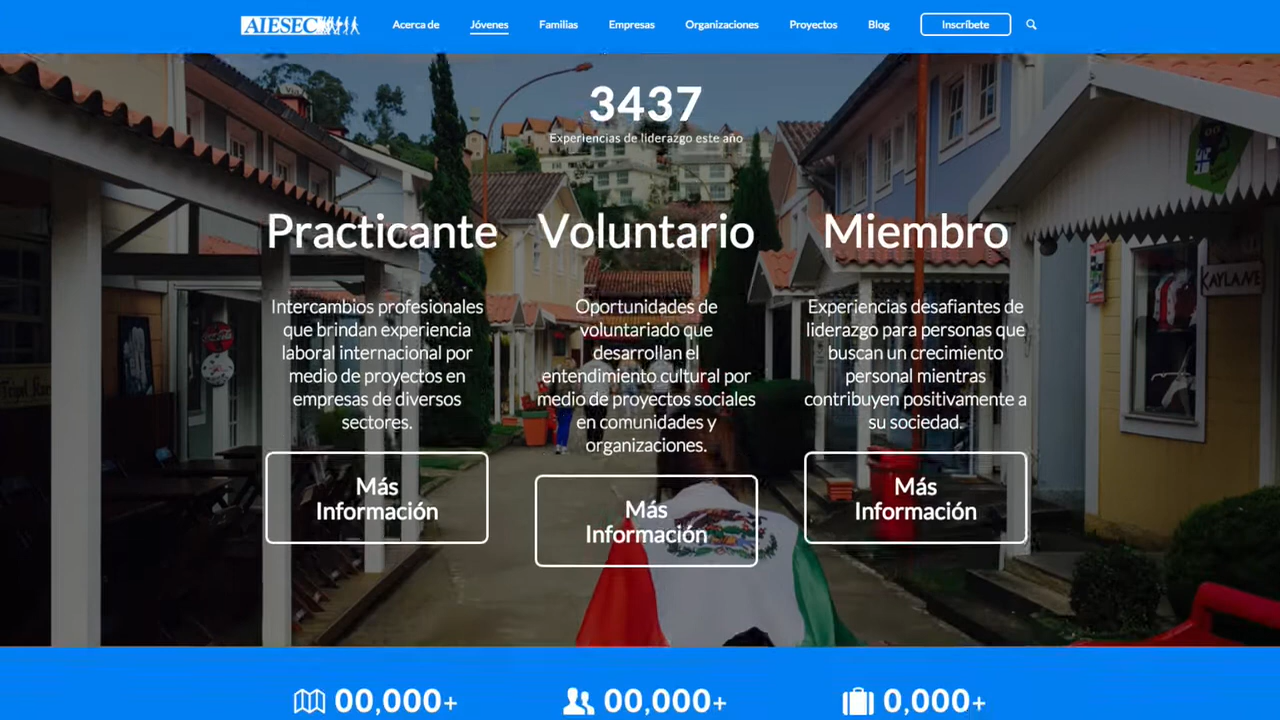 AIESEC
Acerca de
Jóvenes
Familias
Empresas
Organizaciones
Proyectos
Blog
Inscríbete
3437
Experiencias de liderazgo este año
Practicante
Voluntario
Miembro
Intercambios profesionales
que brindan experiencia
laboral internacional por
medio de proyectos en
empresas de diversos
sectores.
Más
Información
Oportunidades de
voluntariado que
desarrollan el
entendimiento cultural por
medio de proyectos sociales
en comunidades y
organizaciones.
Más
Información
Experiencias desafiantes de
liderazgo para personas que
buscan un crecimiento
personal mientras
contribuyen positivamente a
su sociedad.
Más
Información
00,000+
00,000+
0,000+